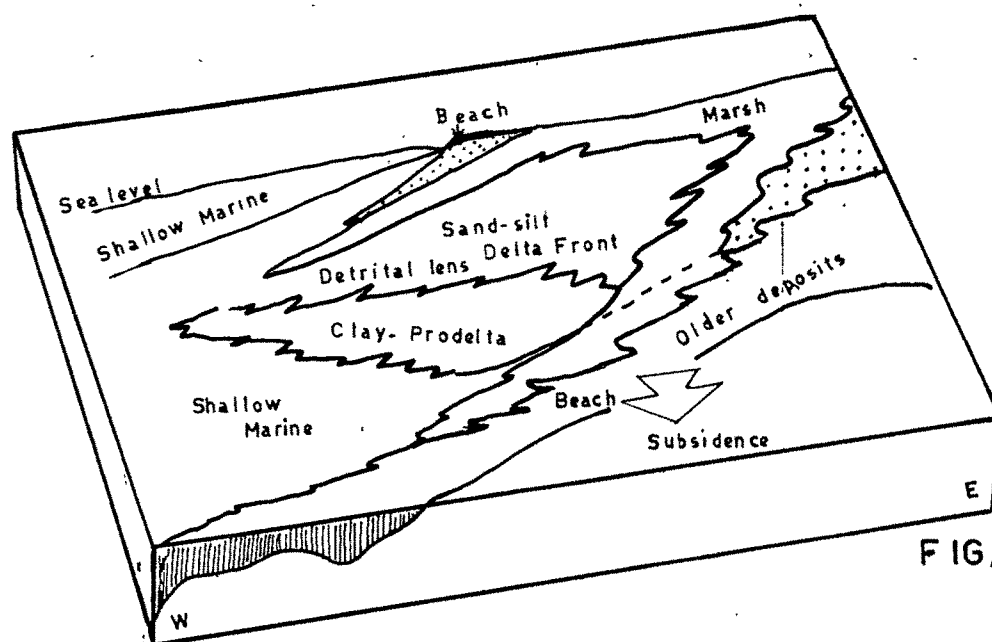 Beach
Marsh
Sea level
Shallow Marine
Sand-silt
Delta Front
Detrital lens
Clay-Prodelta
Older deposits
Shallow
Marine
Beach
Subsidence
E
W
FIG.